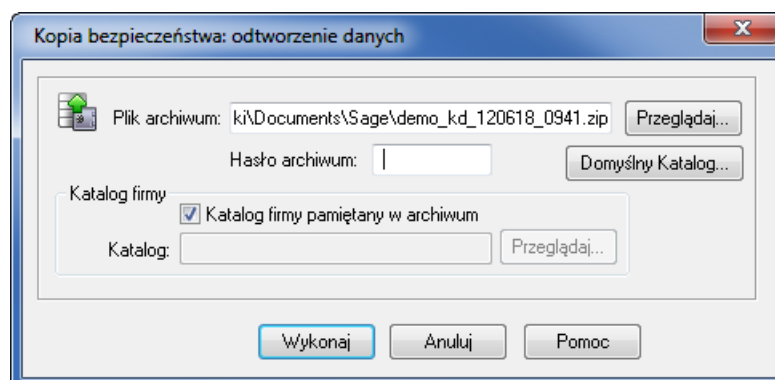 Kopia bezpieczeństwa: odtworzenie danych
Plik archiwum: ki\Documents\Sage\demo_kd_120618_0941.zip Przeglądaj...
Hasło archiwum: Domyślny Katalog...
Katalog firmy
Katalog firmy pamiętany w archiwum
Katalog: Przeglądaj...
Wykonaj Anuluj Pomoc